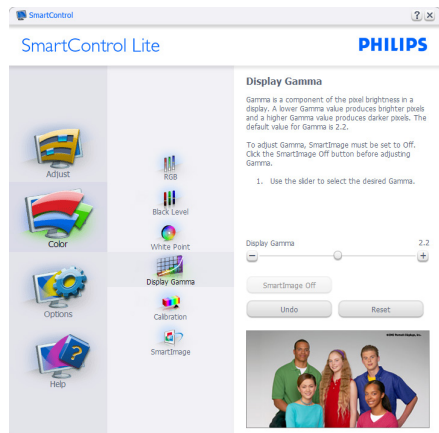 SmartControl
SmartControl Lite
PHILIPS
Adjust
Color
Options
Help
RGB
Black Level
White Point
Display Gamma
Calibration
SmartImage
Display Gamma
Gamma is a component of the pixel brightness in a
display. A lower Gamma value produces brighter pixels
and a higher Gamma value produces darker pixels. The
default value for Gamma is 2.2.
To adjust Gamma, SmartImage must be set to Off.
Click the SmartImage Off button before adjusting
Gamma.
1. Use the slider to select the desired Gamma.
Display Gamma 2.2
SmartImage Off
Undo Reset